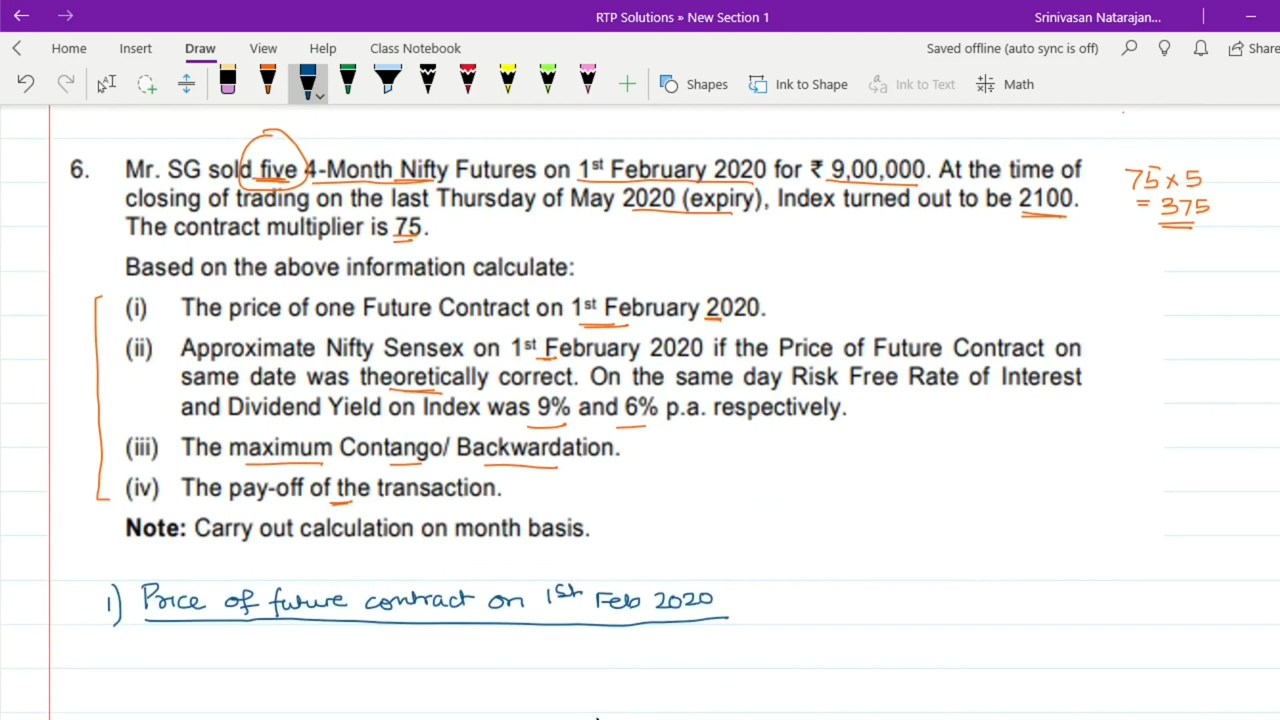 RTP Solutions » New Section 1
Srinivasan Natarajan...
Home Insert Draw View Help Class Notebook
Saved offline (auto sync is off)
Share
Shapes
Ink to Shape
Ink to Text
Math
6. Mr. SG sold five 4-Month Nifty Futures on 1st February 2020 for ₹ 9,00,000. At the time of
closing of trading on the last Thursday of May 2020 (expiry), Index turned out to be 2100.
The contract multiplier is 75.
75 x 5
= 375
Based on the above information calculate:
(i) The price of one Future Contract on 1st February 2020.
(ii) Approximate Nifty Sensex on 1st February 2020 if the Price of Future Contract on
same date was theoretically correct. On the same day Risk Free Rate of Interest
and Dividend Yield on Index was 9% and 6% p.a. respectively.
(iii) The maximum Contango/ Backwardation.
(iv) The pay-off of the transaction.
Note: Carry out calculation on month basis.
1) Price of future contract on 1st Feb 2020